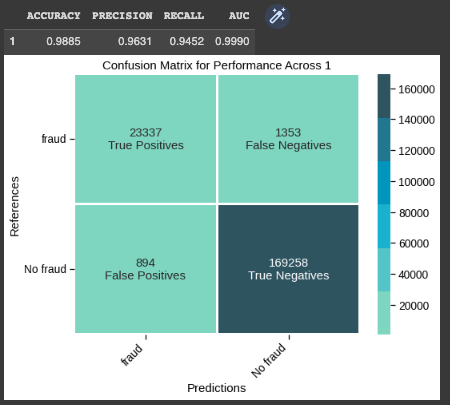 ACCURACY PRECISION RECALL AUC
1 0.9885 0.9631 0.9452 0.9990
Confusion Matrix for Performance Across 1
fraud
23337
True Positives
1353
False Negatives
No fraud
894
False Positives
169258
True Negatives
References
fraud
No fraud
Predictions
160000
140000
120000
100000
80000
60000
40000
20000